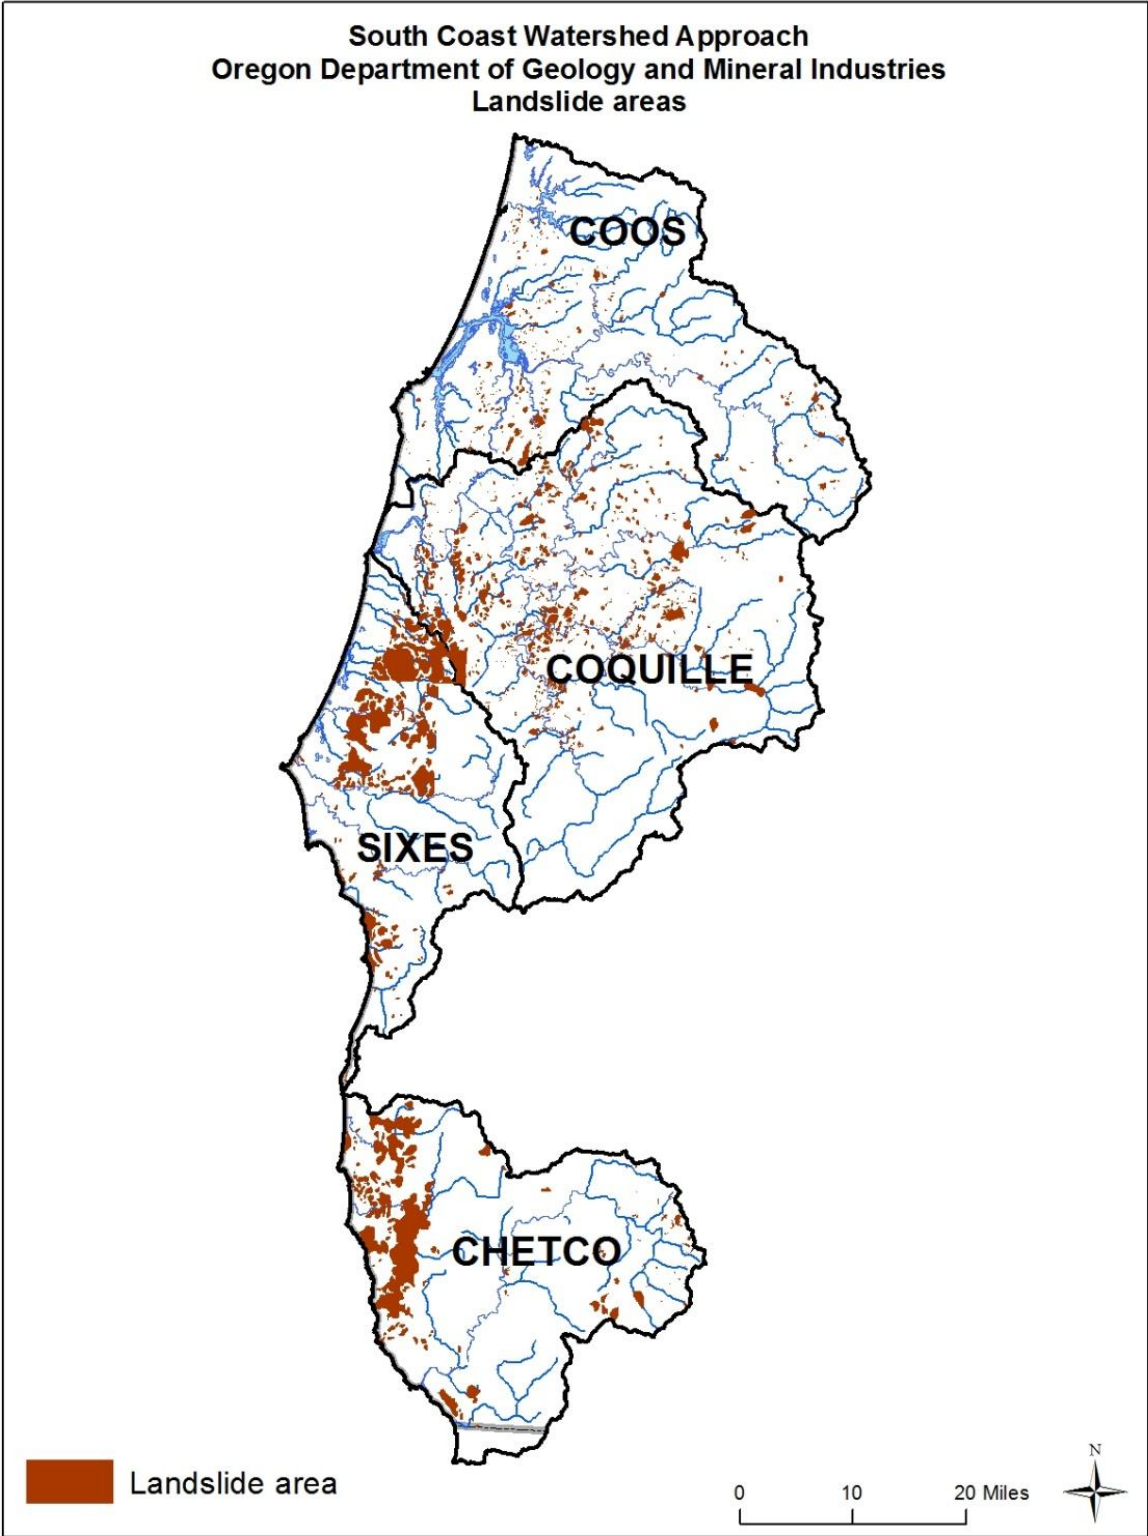 South Coast Watershed Approach
Oregon Department of Geology and Mineral Industries
Landslide areas
COOS
COQUILLE
SIXES
CHETCO
Landslide area
0 10 20 Miles
N